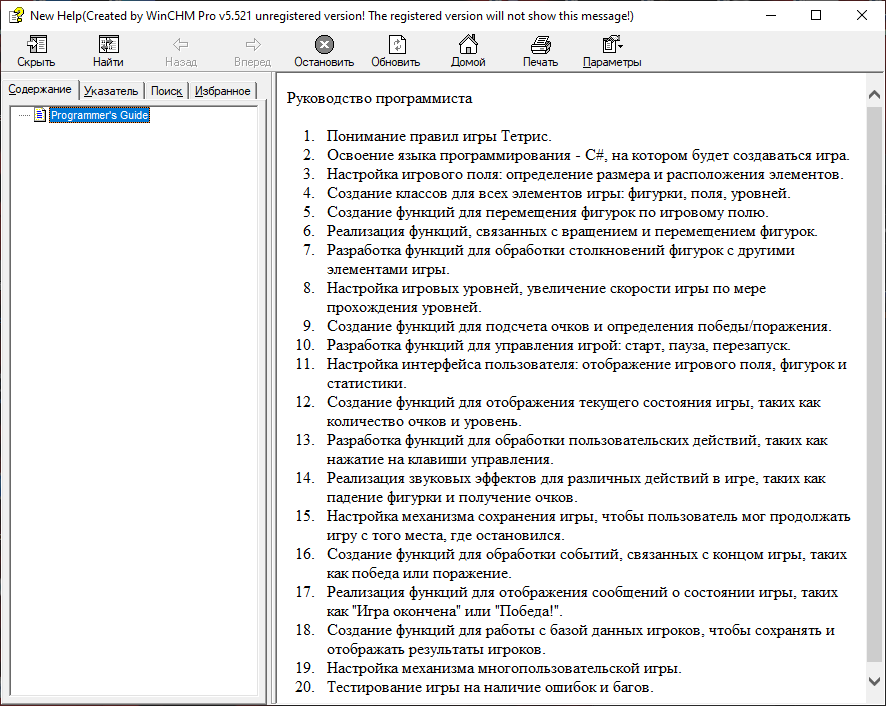 New Help(Created by WinCHM Pro v5.521 unregistered version! The registered version will not show this message!)
Скрыть Найти Назад Вперед Остановить Обновить Домой Печать Параметры
Содержание Указатель Поиск Избранное
Programmer's Guide
Руководство программиста
1. Понимание правил игры Тетрис.
2. Освоение языка программирования - C#, на котором будет создаваться игра.
3. Настройка игрового поля: определение размера и расположения элементов.
4. Создание классов для всех элементов игры: фигурки, поля, уровней.
5. Создание функций для перемещения фигурок по игровому полю.
6. Реализация функций, связанных с вращением и перемещением фигурок.
7. Разработка функций для обработки столкновений фигурок с другими
элементами игры.
8. Настройка игровых уровней, увеличение скорости игры по мере
прохождения уровней.
9. Создание функций для подсчета очков и определения победы/поражения.
10. Разработка функций для управления игрой: старт, пауза, перезапуск.
11. Настройка интерфейса пользователя: отображение игрового поля, фигурок и
статистики.
12. Создание функций для отображения текущего состояния игры, таких как
количество очков и уровень.
13. Разработка функций для обработки пользовательских действий, таких как
нажатие на клавиши управления.
14. Реализация звуковых эффектов для различных действий в игре, таких как
падение фигурки и получение очков.
15. Настройка механизма сохранения игры, чтобы пользователь мог продолжать
игру с того места, где остановился.
16. Создание функций для обработки событий, связанных с концом игры, таких
как победа или поражение.
17. Реализация функций для отображения сообщений о состоянии игры, таких
как "Игра окончена" или "Победа!".
18. Создание функций для работы с базой данных игроков, чтобы сохранять и
отображать результаты игроков.
19. Настройка механизма многопользовательской игры.
20. Тестирование игры на наличие ошибок и багов.